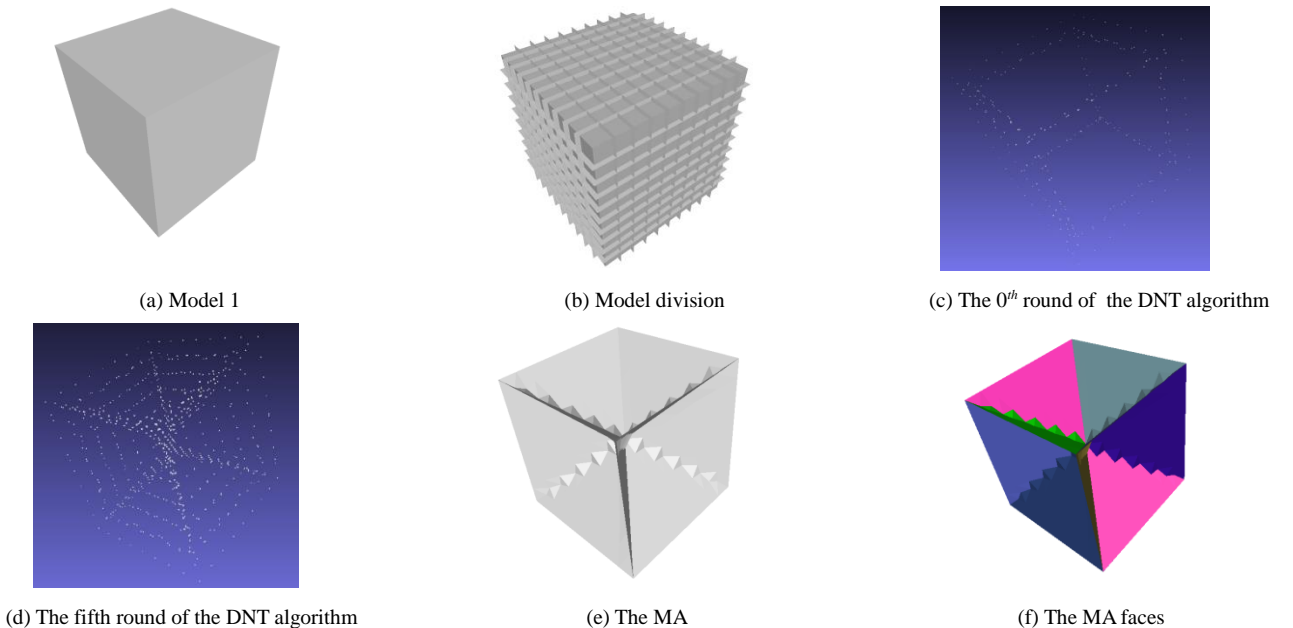 (a) Model 1
(b) Model division
(c) The 0th round of the DNT algorithm
(d) The fifth round of the DNT algorithm
(e) The MA
(f) The MA faces